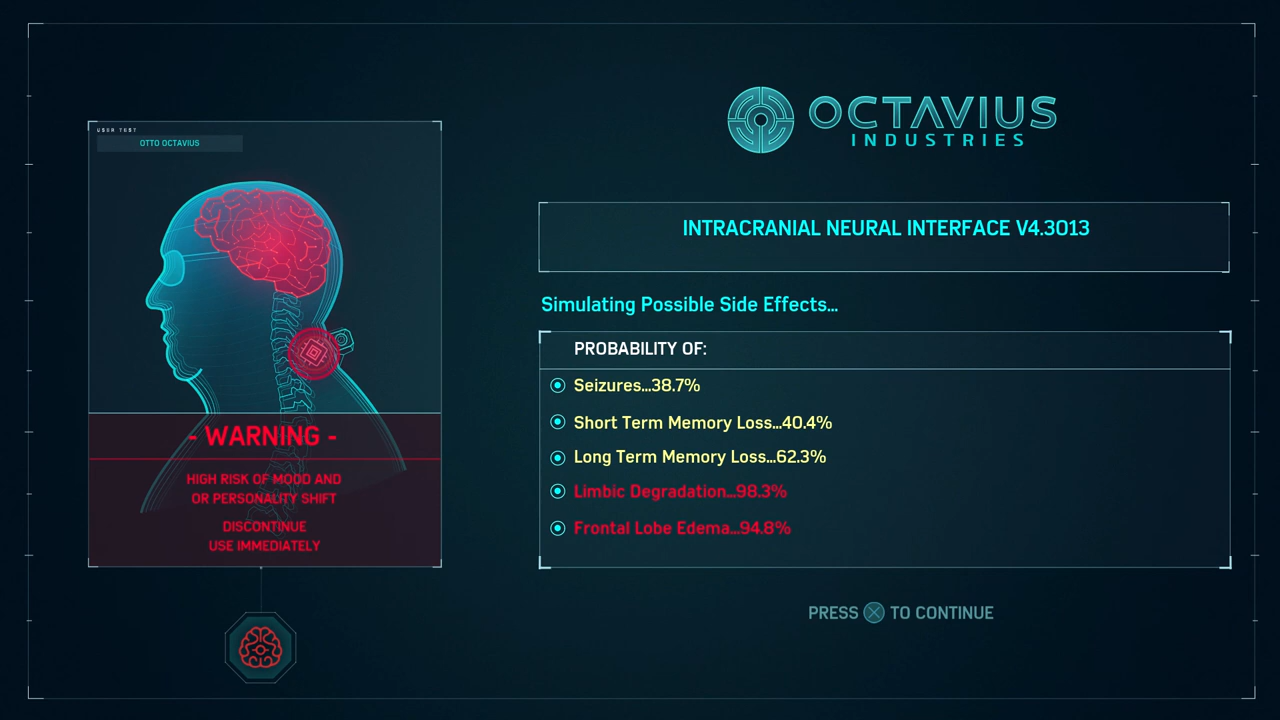 USER TEST
OTTO OCTAVIUS
- WARNING -
HIGH RISK OF MOOD AND
OR PERSONALITY SHIFT
DISCONTINUE
USE IMMEDIATELY
OCTAVIUS
INDUSTRIES
INTRACRANIAL NEURAL INTERFACE V4.3013
Simulating Possible Side Effects...
PROBABILITY OF:
Seizures...38.7%
Short Term Memory Loss...40.4%
Long Term Memory Loss...62.3%
Limbic Degradation...98.3%
Frontal Lobe Edema...94.8%
PRESS TO CONTINUE